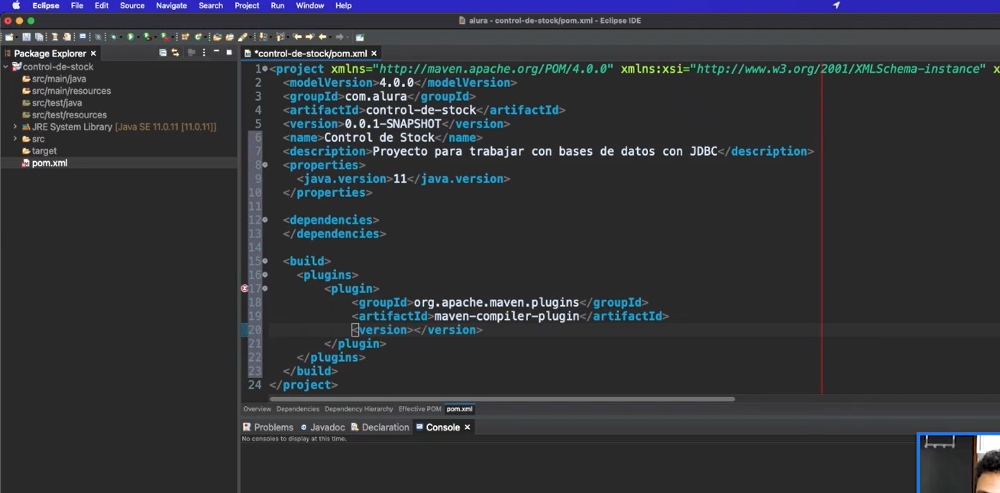 Eclipse File Edit Source Navigate Search Project Run Window Help
alura - control-de-stock/pom.xml - Eclipse IDE
Package Explorer
*control-de-stock/pom.xml
control-de-stock
src/main/java
src/main/resources
src/test/java
src/test/resources
JRE System Library [Java SE 11.0.11 [11.0.11]]
src
target
pom.xml
1 <project xmlns="http://maven.apache.org/POM/4.0.0" xmlns:xsi="http://www.w3.org/2001/XMLSchema-instance" x
2 <modelVersion>4.0.0</modelVersion>
3 <groupId>com.alura</groupId>
4 <artifactId>control-de-stock</artifactId>
5 <version>0.0.1-SNAPSHOT</version>
6 <name>Control de Stock</name>
7 <description>Proyecto para trabajar con bases de datos con JDBC</description>
8 <properties>
9 <java.version>11</java.version>
10 </properties>
11
12 <dependencies>
13 </dependencies>
14
15 <build>
16 <plugins>
17 <plugin>
18 <groupId>org.apache.maven.plugins</groupId>
19 <artifactId>maven-compiler-plugin</artifactId>
20 <version></version>
21 </plugin>
22 </plugins>
23 </build>
24 </project>
Overview Dependencies Dependency Hierarchy Effective POM pom.xml
Problems Javadoc Declaration Console
No consoles to display at this time.